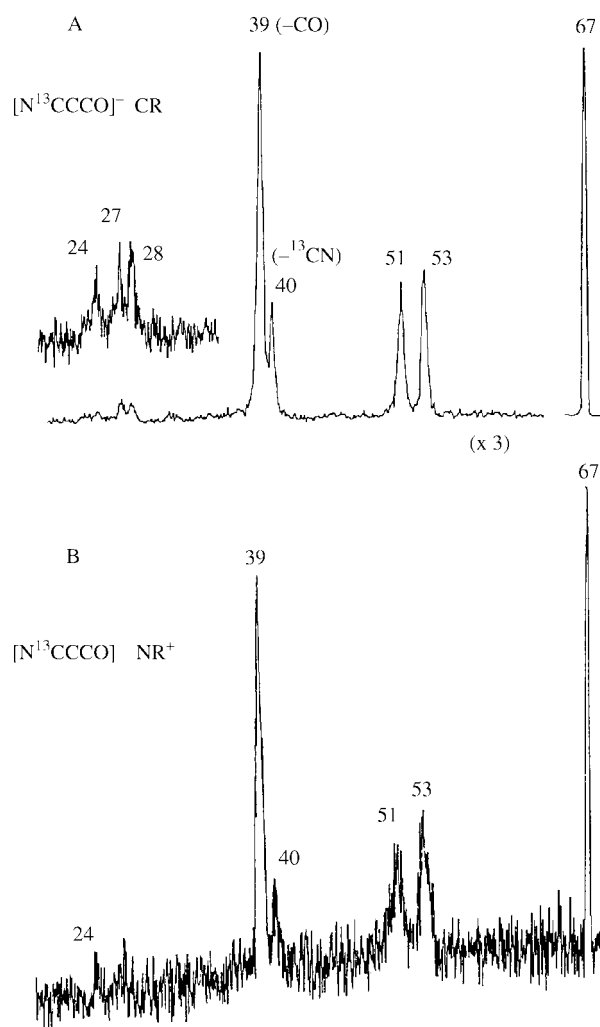 A
39 (–CO)
67
[N¹³CCCO]⁻ CR
27
24
28
(–¹³CN)
40
51
53
(x 3)
67
B
39
[N¹³CCCO] NR⁺
53
51
40
24